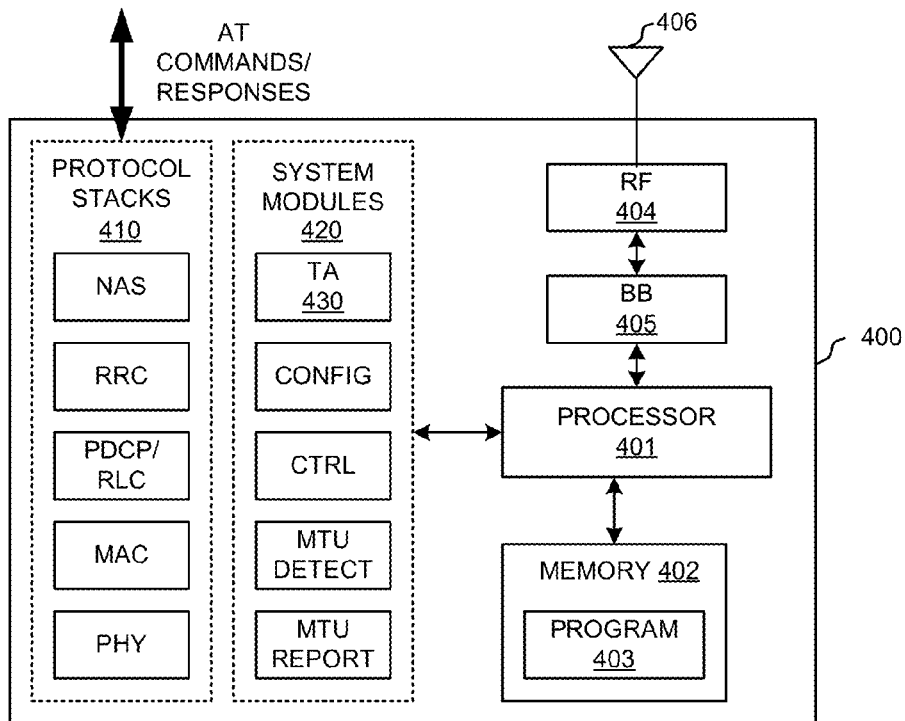 AT
COMMANDS/
RESPONSES
406
PROTOCOL
STACKS
410
NAS
RRC
PDCP/
RLC
MAC
PHY
SYSTEM
MODULES
420
TA
430
CONFIG
CTRL
MTU
DETECT
MTU
REPORT
RF
404
BB
405
400
PROCESSOR
401
MEMORY 402
PROGRAM
403